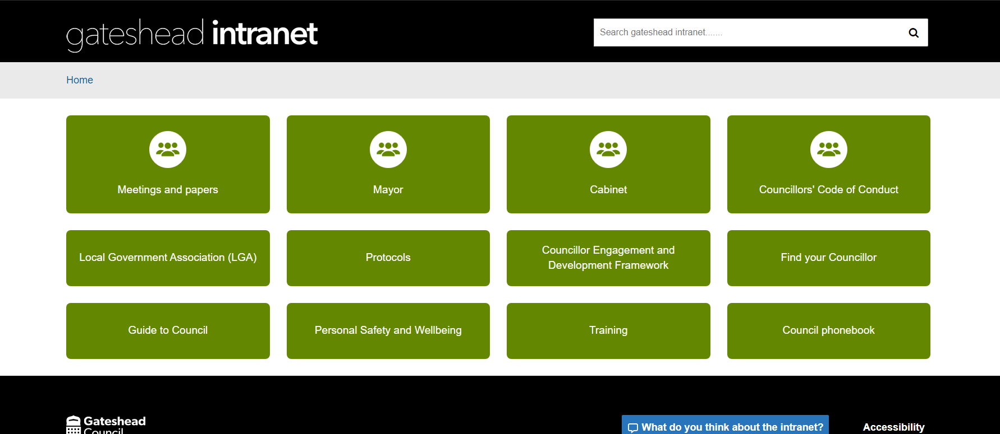 gateshead intranet
Search gateshead intranet.......
Home
Meetings and papers
Mayor
Cabinet
Councillors' Code of Conduct
Local Government Association (LGA)
Protocols
Councillor Engagement and
Development Framework
Find your Councillor
Guide to Council
Personal Safety and Wellbeing
Training
Council phonebook
Gateshead
Council
What do you think about the intranet?
Accessibility